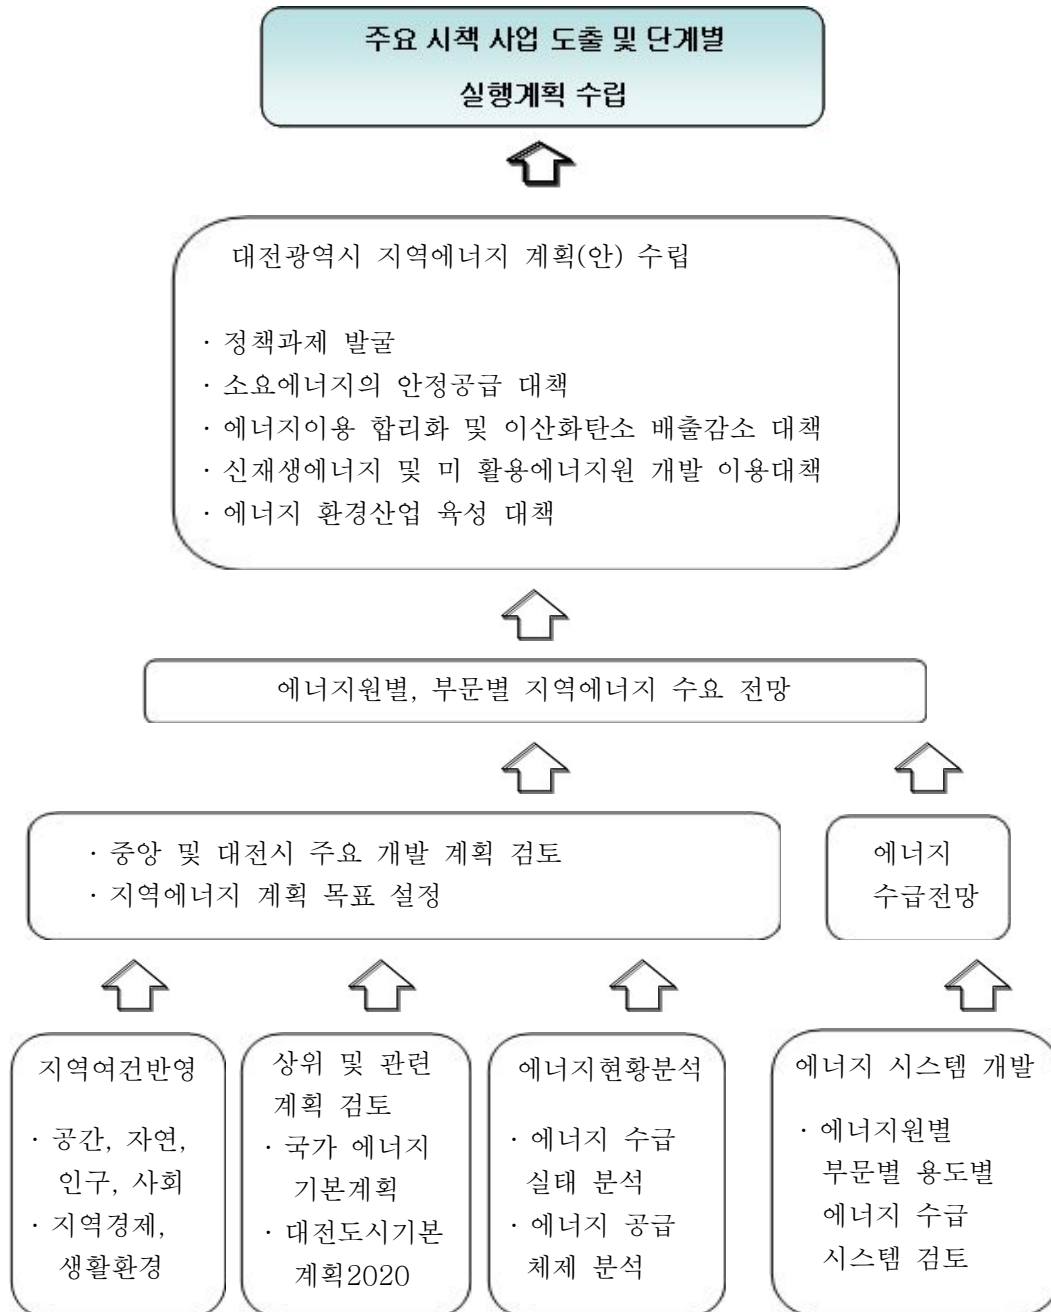 주요 시책 사업 도출 및 단계별
실행계획 수립
대전광역시 지역에너지 계획(안) 수립
· 정책과제 발굴
· 소요에너지의 안정공급 대책
· 에너지이용 합리화 및 이산화탄소 배출감소 대책
· 신재생에너지 및 미 활용에너지원 개발 이용대책
· 에너지 환경산업 육성 대책
에너지원별, 부문별 지역에너지 수요 전망
· 중앙 및 대전시 주요 개발 계획 검토
· 지역에너지 계획 목표 설정
에너지
수급전망
지역여건반영
· 공간, 자연,
인구, 사회
· 지역경제,
생활환경
상위 및 관련
계획 검토
· 국가 에너지
기본계획
· 대전도시기본
계획2020
에너지현황분석
· 에너지 수급
실태 분석
· 에너지 공급
체제 분석
에너지 시스템 개발
· 에너지원별
부문별 용도별
에너지 수급
시스템 검토